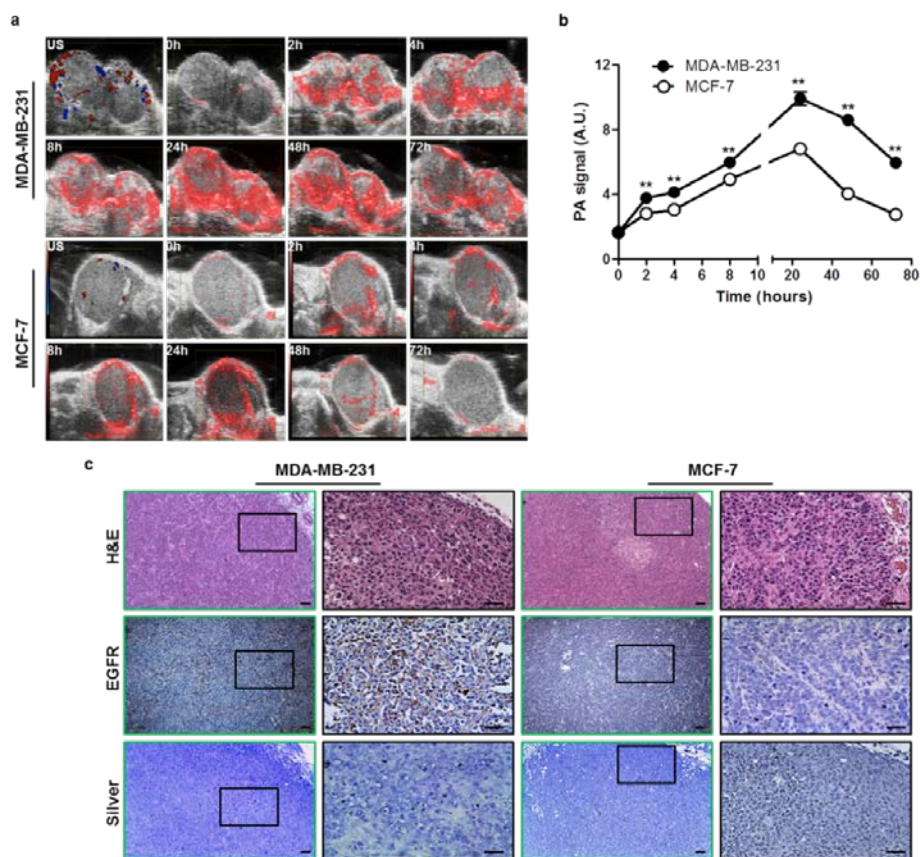 a
MDA-MB-231
US
0h
2h
4h
8h
24h
48h
72h
MCF-7
US
0h
2h
4h
8h
24h
48h
72h
b
MDA-MB-231
MCF-7
PA signal (A.U.)
12
8
4
0
** ** ** ** ** **
0 2 4 6 8 10 20 40 60 80
Time (hours)
c
MDA-MB-231 MCF-7
H&E
EGFR
Silver